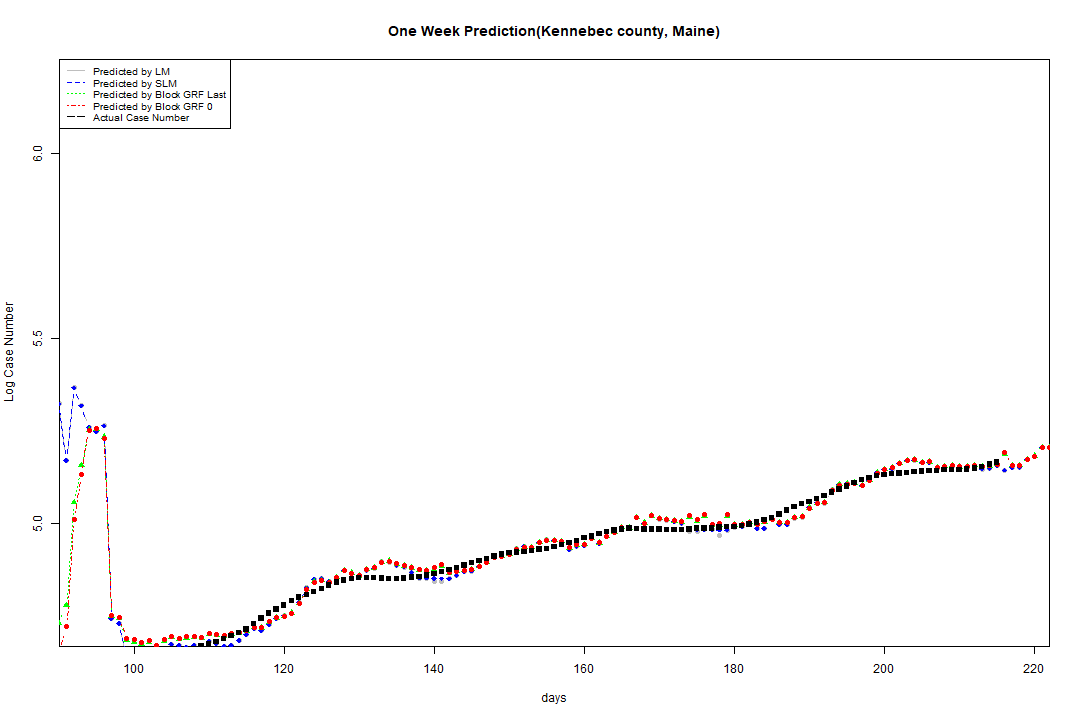 One Week Prediction(Kennebec county, Maine)
Predicted by LM
Predicted by SLM
Predicted by Block GRF Last
Predicted by Block GRF 0
Actual Case Number
6.0
5.5
5.0
Log Case Number
100 120 140 160 180 200 220
days